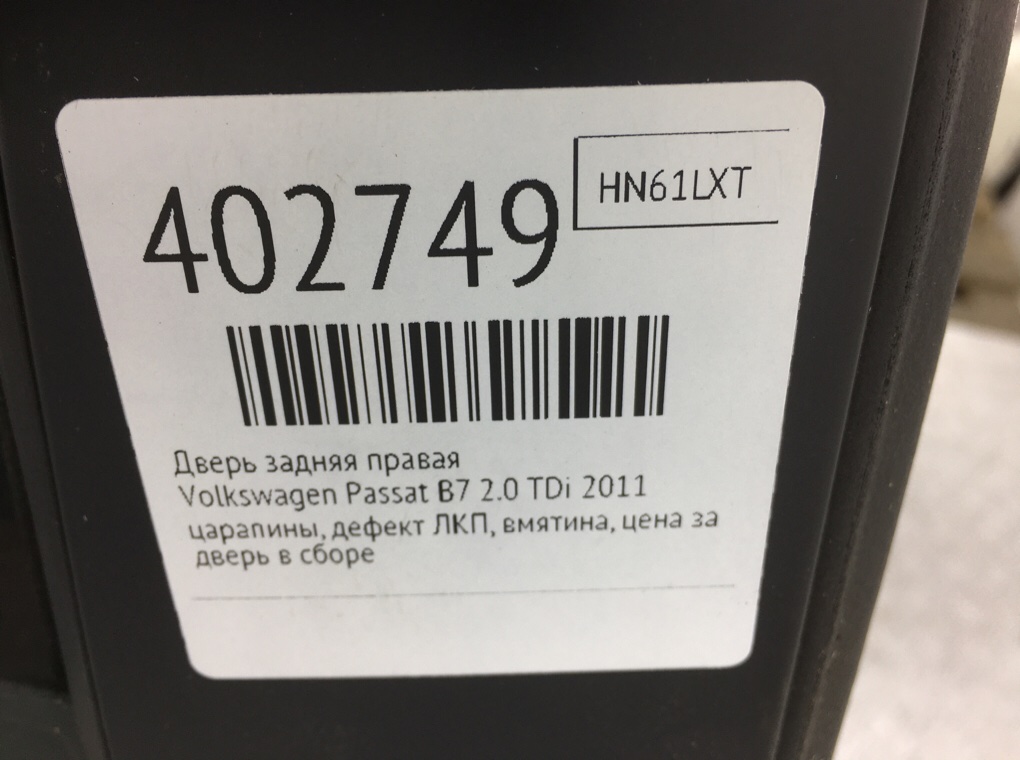 402749
HN61LXT
Дверь задняя правая
Volkswagen Passat B7 2.0 TDi 2011
царапины, дефект ЛКП, вмятина, цена за
дверь в сборе